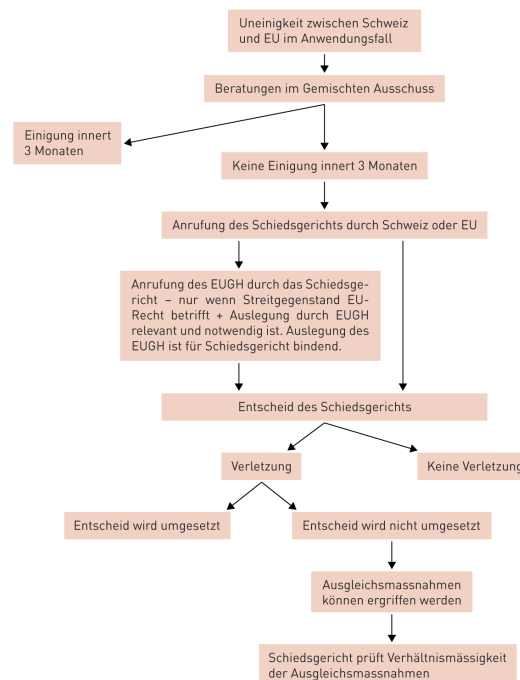 Uneinigkeit zwischen Schweiz
und EU im Anwendungsfall
Beratungen im Gemischten Ausschuss
Einigung innert
3 Monaten
Keine Einigung innert 3 Monaten
Anrufung des Schiedsgerichts durch Schweiz oder EU
Anrufung des EUGH durch das Schiedsge-
richt – nur wenn Streitgegenstand EU-
Recht betrifft + Auslegung durch EUGH
relevant und notwendig ist. Auslegung des
EUGH ist für Schiedsgericht bindend.
Entscheid des Schiedsgerichts
Verletzung
Keine Verletzung
Entscheid wird umgesetzt
Entscheid wird nicht umgesetzt
Ausgleichsmassnahmen
können ergriffen werden
Schiedsgericht prüft Verhältnismässigkeit
der Ausgleichsmassnahmen